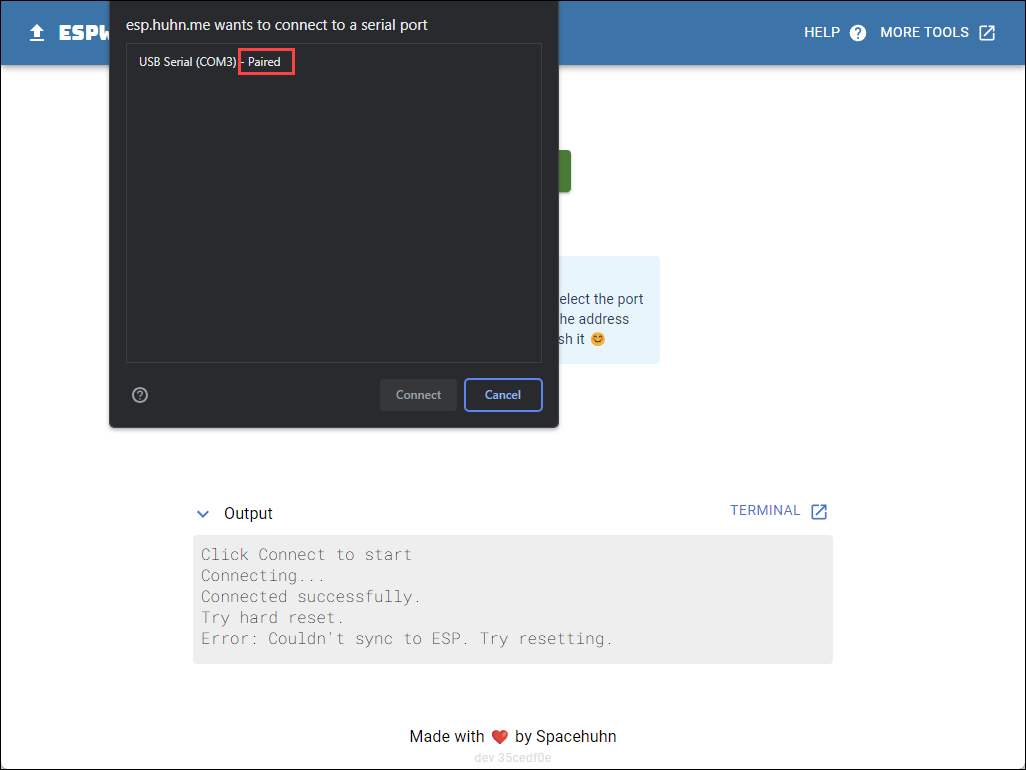 esp.huhn.me wants to connect to a serial port
HELP
MORE TOOLS
USB Serial (COM3) - Paired
elect the port
he address
sh it 😊
Connect
Cancel
Output
TERMINAL
Click Connect to start
Connecting...
Connected successfully.
Try hard reset.
Error: Couldn't sync to ESP. Try resetting.
Made with ❤️ by Spacehuhn
dev 35cedf0e